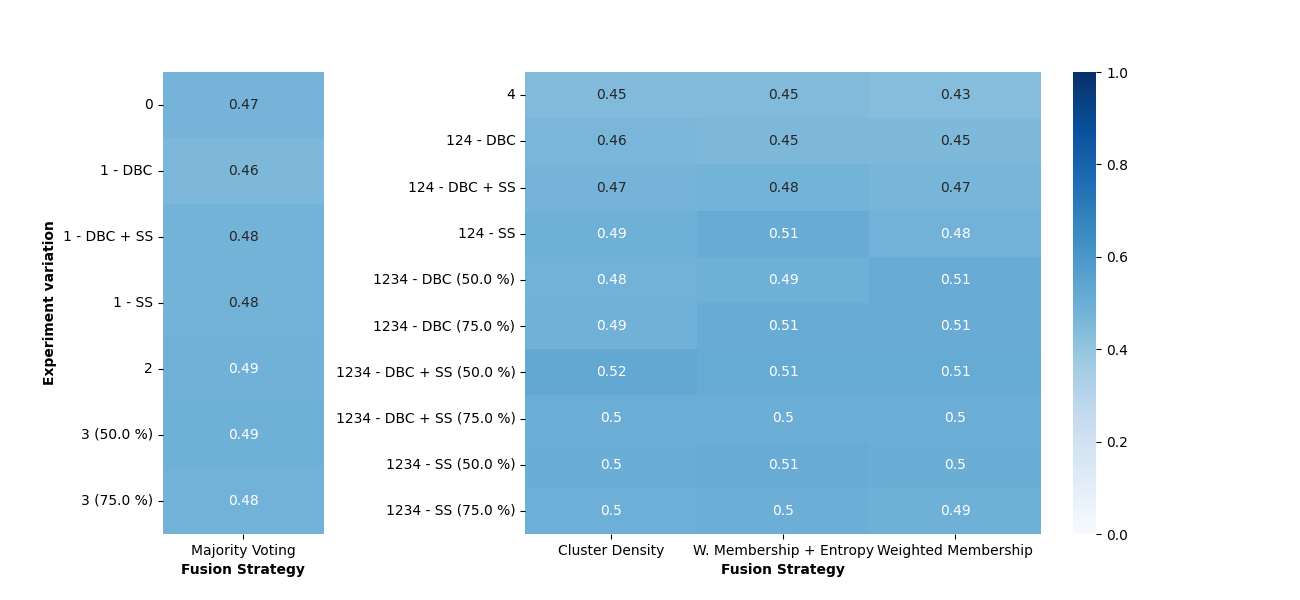 Experiment variation
0 0.47
1 - DBC 0.46
1 - DBC + SS 0.48
1 - SS 0.48
2 0.49
3 (50.0 %) 0.49
3 (75.0 %) 0.48
Majority Voting
Fusion Strategy
4 0.45 0.45 0.43
124 - DBC 0.46 0.45 0.45
124 - DBC + SS 0.47 0.48 0.47
124 - SS 0.49 0.51 0.48
1234 - DBC (50.0 %) 0.48 0.49 0.51
1234 - DBC (75.0 %) 0.49 0.51 0.51
1234 - DBC + SS (50.0 %) 0.52 0.51 0.51
1234 - DBC + SS (75.0 %) 0.5 0.5 0.5
1234 - SS (50.0 %) 0.5 0.51 0.5
1234 - SS (75.0 %) 0.5 0.5 0.49
Cluster Density W. Membership + Entropy Weighted Membership
Fusion Strategy
1.0
0.8
0.6
0.4
0.2
0.0